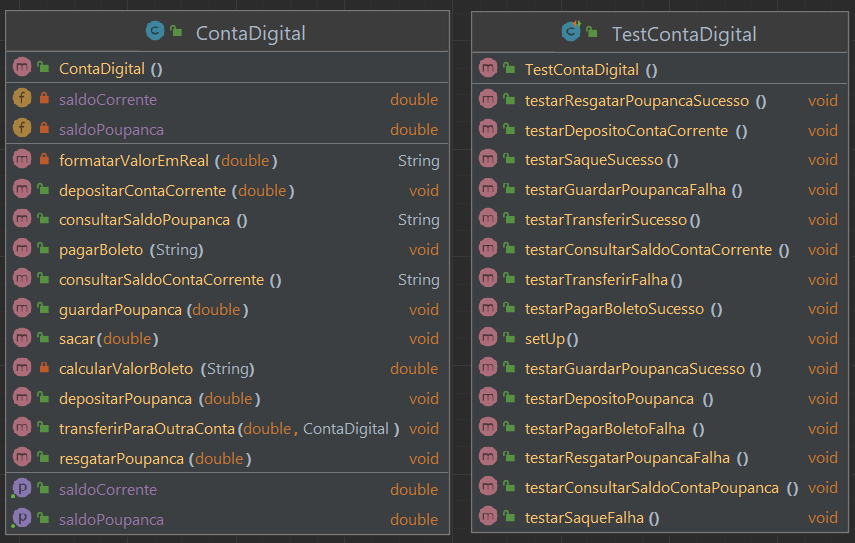 ContaDigital
ContaDigital ()
saldoCorrente double
saldoPoupanca double
formatarValorEmReal (double) String
depositarContaCorrente (double) void
consultarSaldoPoupanca () String
pagarBoleto (String) void
consultarSaldoContaCorrente () String
guardarPoupanca (double) void
sacar(double) void
calcularValorBoleto (String) double
depositarPoupanca (double) void
transferirParaOutraConta(double, ContaDigital) void
resgatarPoupanca (double) void
saldoCorrente double
saldoPoupanca double
TestContaDigital
TestContaDigital ()
testarResgatarPoupancaSucesso () void
testarDepositoContaCorrente () void
testarSaqueSucesso() void
testarGuardarPoupancaFalha () void
testarTransferirSucesso() void
testarConsultarSaldoContaCorrente () void
testarTransferirFalha() void
testarPagarBoletoSucesso () void
setUp() void
testarGuardarPoupancaSucesso () void
testarDepositoPoupanca () void
testarPagarBoletoFalha () void
testarResgatarPoupancaFalha () void
testarConsultarSaldoContaPoupanca () void
testarSaqueFalha() void